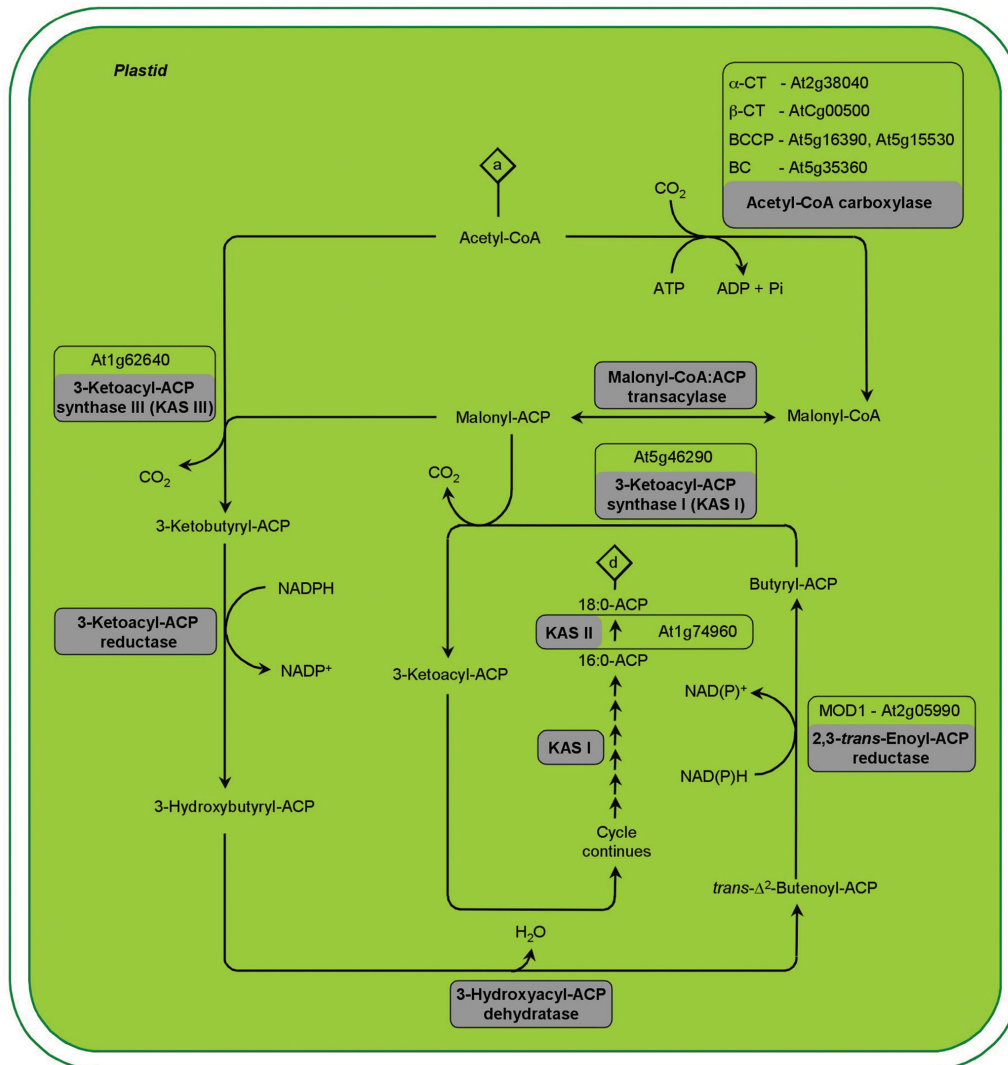 Plastid
α-CT - At2g38040
β-CT - AtCg00500
BCCP - At5g16390, At5g15530
BC - At5g35360
Acetyl-CoA carboxylase
a
CO2
Acetyl-CoA
ATP
ADP + Pi
At1g62640
3-Ketoacyl-ACP
synthase III (KAS III)
Malonyl-CoA:ACP
transacylase
Malonyl-ACP
Malonyl-CoA
CO2
CO2
At5g46290
3-Ketoacyl-ACP
synthase I (KAS I)
3-Ketobutyryl-ACP
d
Butyryl-ACP
NADPH
18:0-ACP
3-Ketoacyl-ACP
reductase
KAS II
At1g74960
NADP+
3-Ketoacyl-ACP
16:0-ACP
NAD(P)+
MOD1 - At2g05990
2,3-trans-Enoyl-ACP
reductase
KAS I
NAD(P)H
3-Hydroxybutyryl-ACP
Cycle
continues
trans-Δ2-Butenoyl-ACP
H2O
3-Hydroxyacyl-ACP
dehydratase